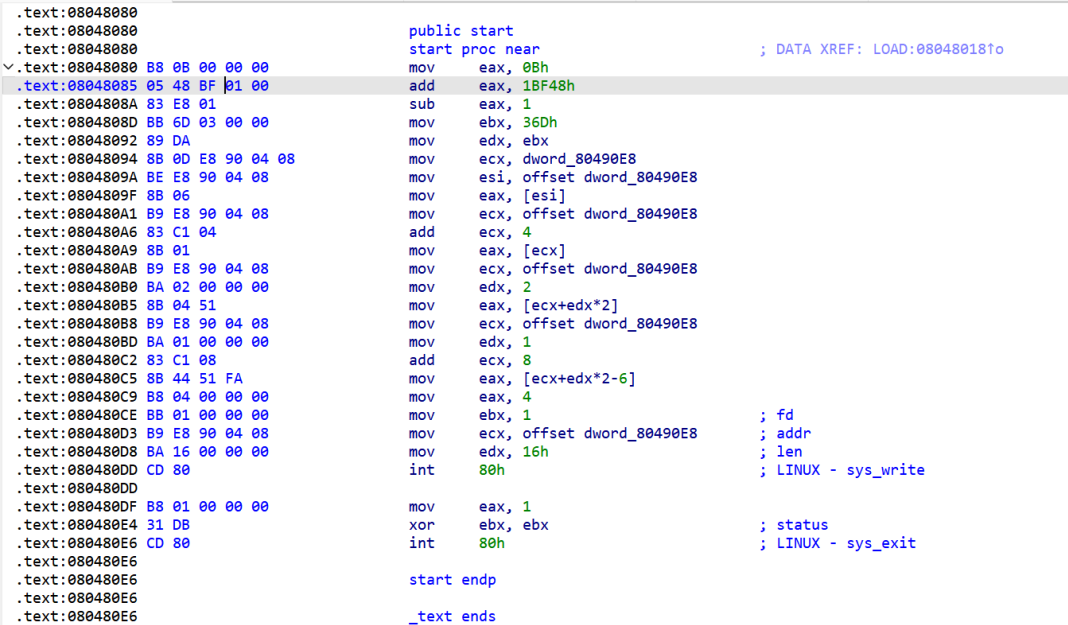 .text:08048080
.text:08048080 public start
.text:08048080 start proc near ; DATA XREF: LOAD:08048018↑o
.text:08048080 B8 0B 00 00 00 mov eax, 0Bh
.text:08048085 05 48 BF 01 00 add eax, 1BF48h
.text:0804808A 83 E8 01 sub eax, 1
.text:0804808D BB 6D 03 00 00 mov ebx, 36Dh
.text:08048092 89 DA mov edx, ebx
.text:08048094 8B 0D E8 90 04 08 mov ecx, dword_80490E8
.text:0804809A BE E8 90 04 08 mov esi, offset dword_80490E8
.text:0804809F 8B 06 mov eax, [esi]
.text:080480A1 B9 E8 90 04 08 mov ecx, offset dword_80490E8
.text:080480A6 83 C1 04 add ecx, 4
.text:080480A9 8B 01 mov eax, [ecx]
.text:080480AB B9 E8 90 04 08 mov ecx, offset dword_80490E8
.text:080480B0 BA 02 00 00 00 mov edx, 2
.text:080480B5 8B 04 51 mov eax, [ecx+edx*2]
.text:080480B8 B9 E8 90 04 08 mov ecx, offset dword_80490E8
.text:080480BD BA 01 00 00 00 mov edx, 1
.text:080480C2 83 C1 08 add ecx, 8
.text:080480C5 8B 44 51 FA mov eax, [ecx+edx*2-6]
.text:080480C9 B8 04 00 00 00 mov eax, 4
.text:080480CE BB 01 00 00 00 mov ebx, 1 ; fd
.text:080480D3 B9 E8 90 04 08 mov ecx, offset dword_80490E8 ; addr
.text:080480D8 BA 16 00 00 00 mov edx, 16h ; len
.text:080480DD CD 80 int 80h ; LINUX - sys_write
.text:080480DD
.text:080480DF B8 01 00 00 00 mov eax, 1
.text:080480E4 31 DB xor ebx, ebx ; status
.text:080480E6 CD 80 int 80h ; LINUX - sys_exit
.text:080480E6
.text:080480E6 start endp
.text:080480E6
.text:080480E6 _text ends